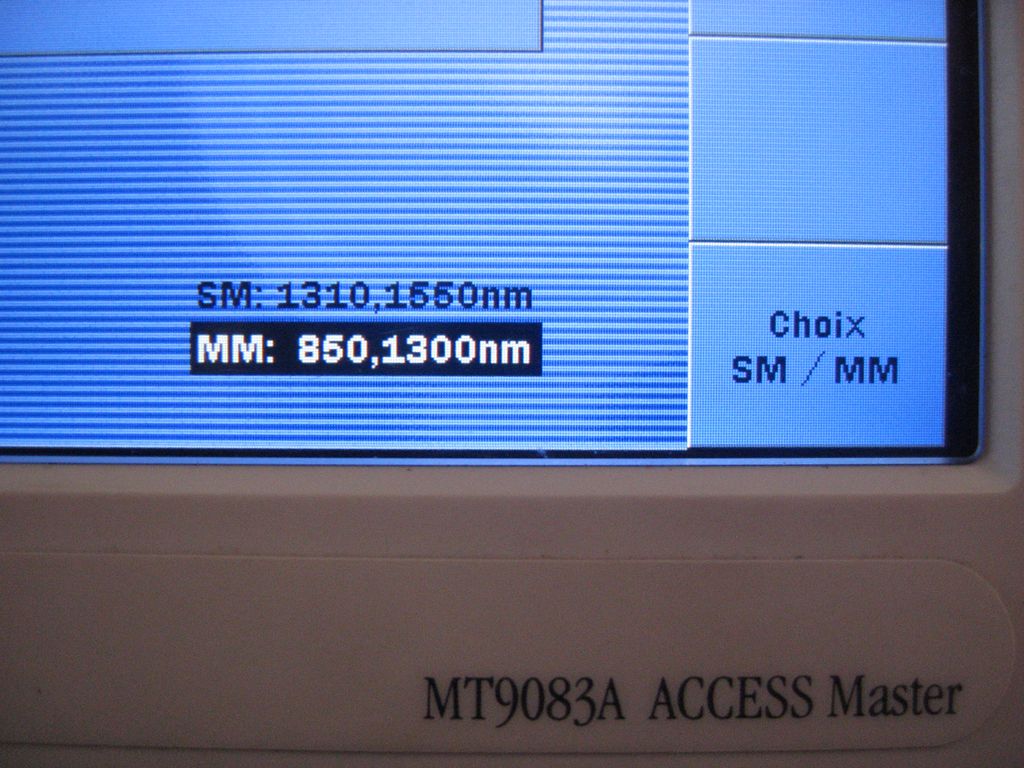 SM: 1310,1550nm
MM: 850,1300nm
Choix
SM / MM
MT9083A ACCESS Master